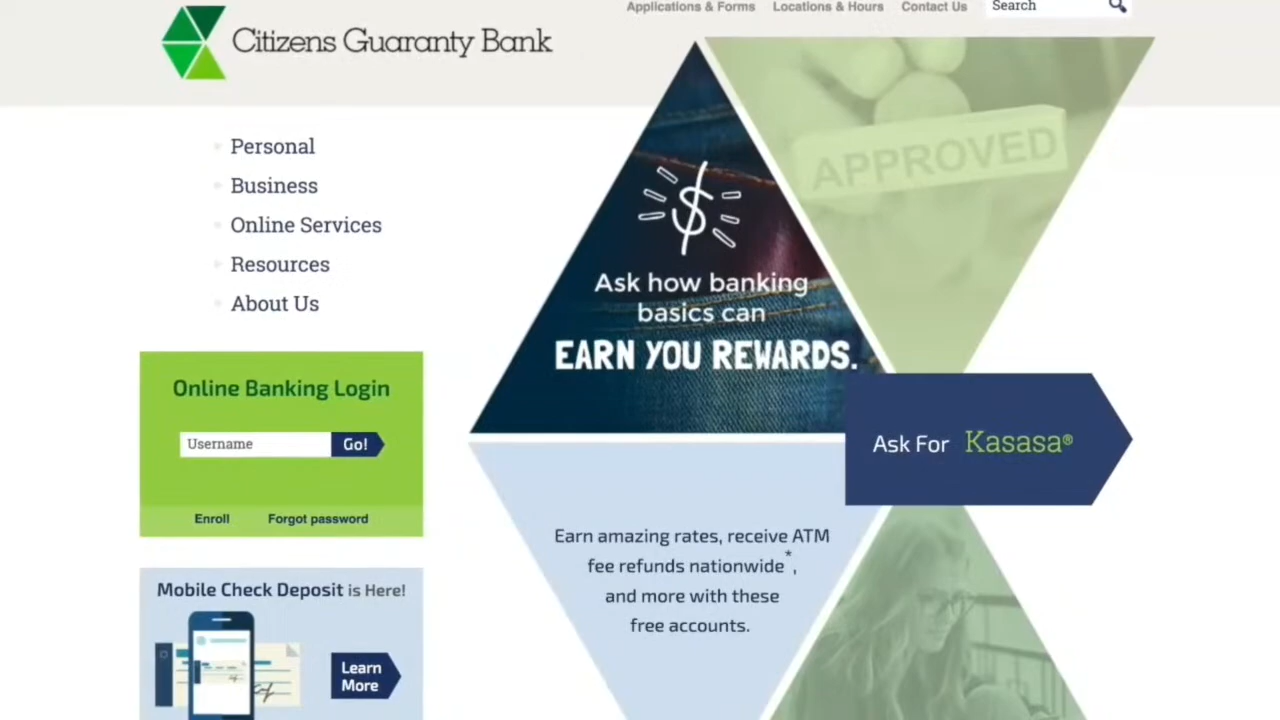 Applications & Forms
Locations & Hours
Contact Us
Search
Citizens Guaranty Bank
Personal
Business
Online Services
Resources
About Us
Online Banking Login
Username
Go!
Enroll
Forgot password
Mobile Check Deposit is Here!
Learn
More
$
Ask how banking
basics can
EARN YOU REWARDS.
APPROVED
Ask For Kasasa®
Earn amazing rates, receive ATM
fee refunds nationwide*,
and more with these
free accounts.